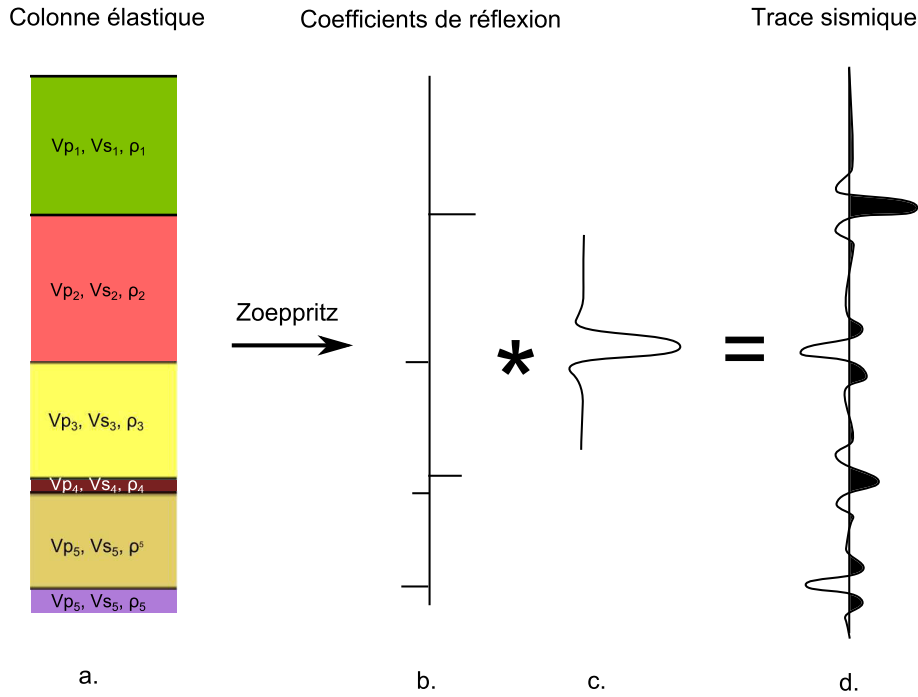 Colonne élastique
Coefficients de réflexion
Trace sismique
Vp₁, Vs₁, ρ₁
Vp₂, Vs₂, ρ₂
Zoeppritz
*
=
Vp₃, Vs₃, ρ₃
Vp₄, Vs₄, ρ₄
Vp₅, Vs₅, ρ⁵
Vp₅, Vs₅, ρ₅
a.
b.
c.
d.